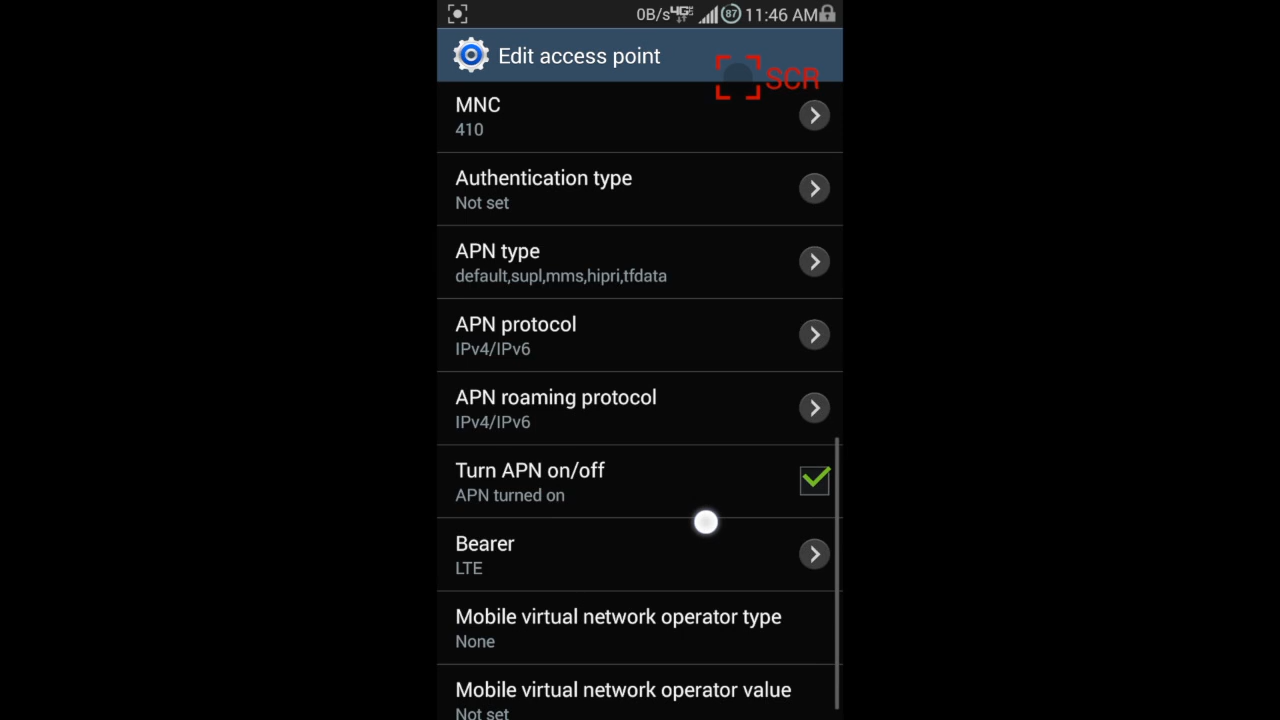 0B/s 4G 87 11:46 AM
Edit access point
SCR
MNC
410
Authentication type
Not set
APN type
default,supl,mms,hipri,tfdata
APN protocol
IPv4/IPv6
APN roaming protocol
IPv4/IPv6
Turn APN on/off
APN turned on
Bearer
LTE
Mobile virtual network operator type
None
Mobile virtual network operator value
Not set